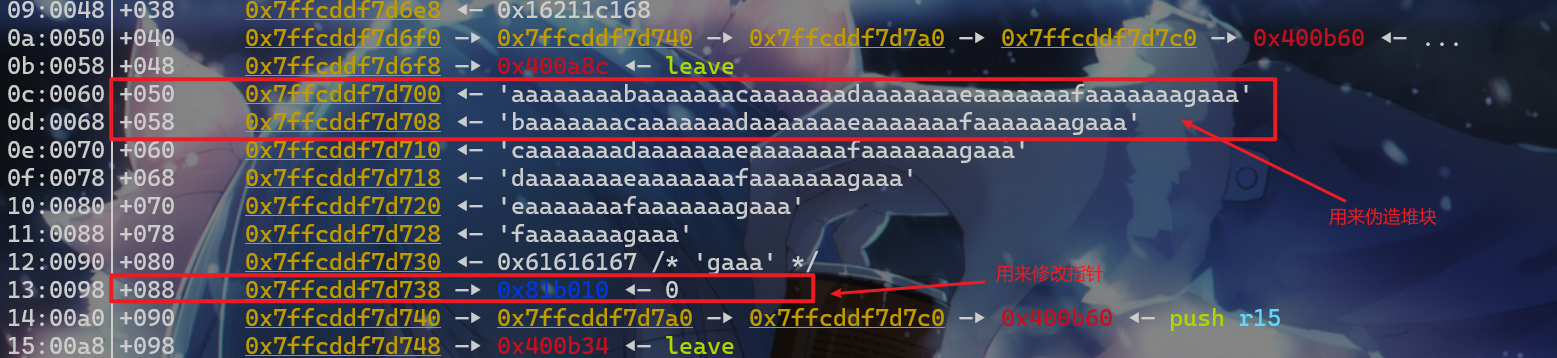 09:0048│+038 0x7ffcddf7d6e8 ◂— 0x16211c168
0a:0050│+040 0x7ffcddf7d6f0 —▸ 0x7ffcddf7d740 —▸ 0x7ffcddf7d7a0 —▸ 0x7ffcddf7d7c0 —▸ 0x400b60 ◂— ...
0b:0058│+048 0x7ffcddf7d6f8 —▸ 0x400a8c ◂— leave
0c:0060│+050 0x7ffcddf7d700 ◂— 'aaaaaaaabaaaaaaacaaaaaaadaaaaaaaeaaaaaaafaaaaaaagaaa'
0d:0068│+058 0x7ffcddf7d708 ◂— 'baaaaaaacaaaaaaadaaaaaaaeaaaaaaafaaaaaaagaaa'
0e:0070│+060 0x7ffcddf7d710 ◂— 'caaaaaaadaaaaaaaeaaaaaaafaaaaaaagaaa'
0f:0078│+068 0x7ffcddf7d718 ◂— 'daaaaaaaeaaaaaaafaaaaaaagaaa'
用来伪造堆块
10:0080│+070 0x7ffcddf7d720 ◂— 'eaaaaaaafaaaaaaagaaa'
11:0088│+078 0x7ffcddf7d728 ◂— 'faaaaaaagaaa'
12:0090│+080 0x7ffcddf7d730 ◂— 0x61616167 /* 'gaaa' */
用来修改指针
13:0098│+088 0x7ffcddf7d738 —▸ 0x81b010 ◂— 0
14:00a0│+090 0x7ffcddf7d740 —▸ 0x7ffcddf7d7a0 —▸ 0x7ffcddf7d7c0 —▸ 0x400b60 ◂— push r15
15:00a8│+098 0x7ffcddf7d748 —▸ 0x400b34 ◂— leave